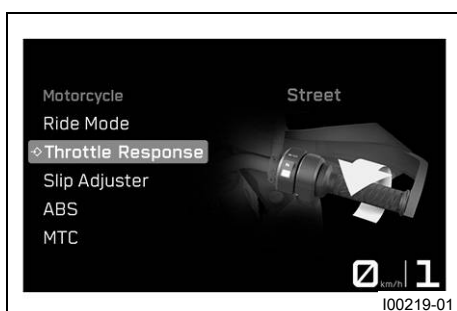 Motorcycle
Street
Ride Mode
Throttle Response
Slip Adjuster
ABS
MTC
0 km/h 1
I00219-01